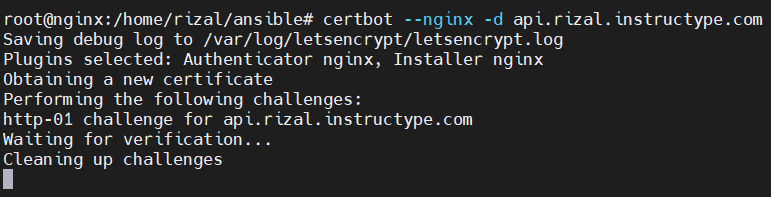 root@nginx:/home/rizal/ansible# certbot --nginx -d api.rizal.instructype.com
Saving debug log to /var/log/letsencrypt/letsencrypt.log
Plugins selected: Authenticator nginx, Installer nginx
Obtaining a new certificate
Performing the following challenges:
http-01 challenge for api.rizal.instructype.com
Waiting for verification...
Cleaning up challenges